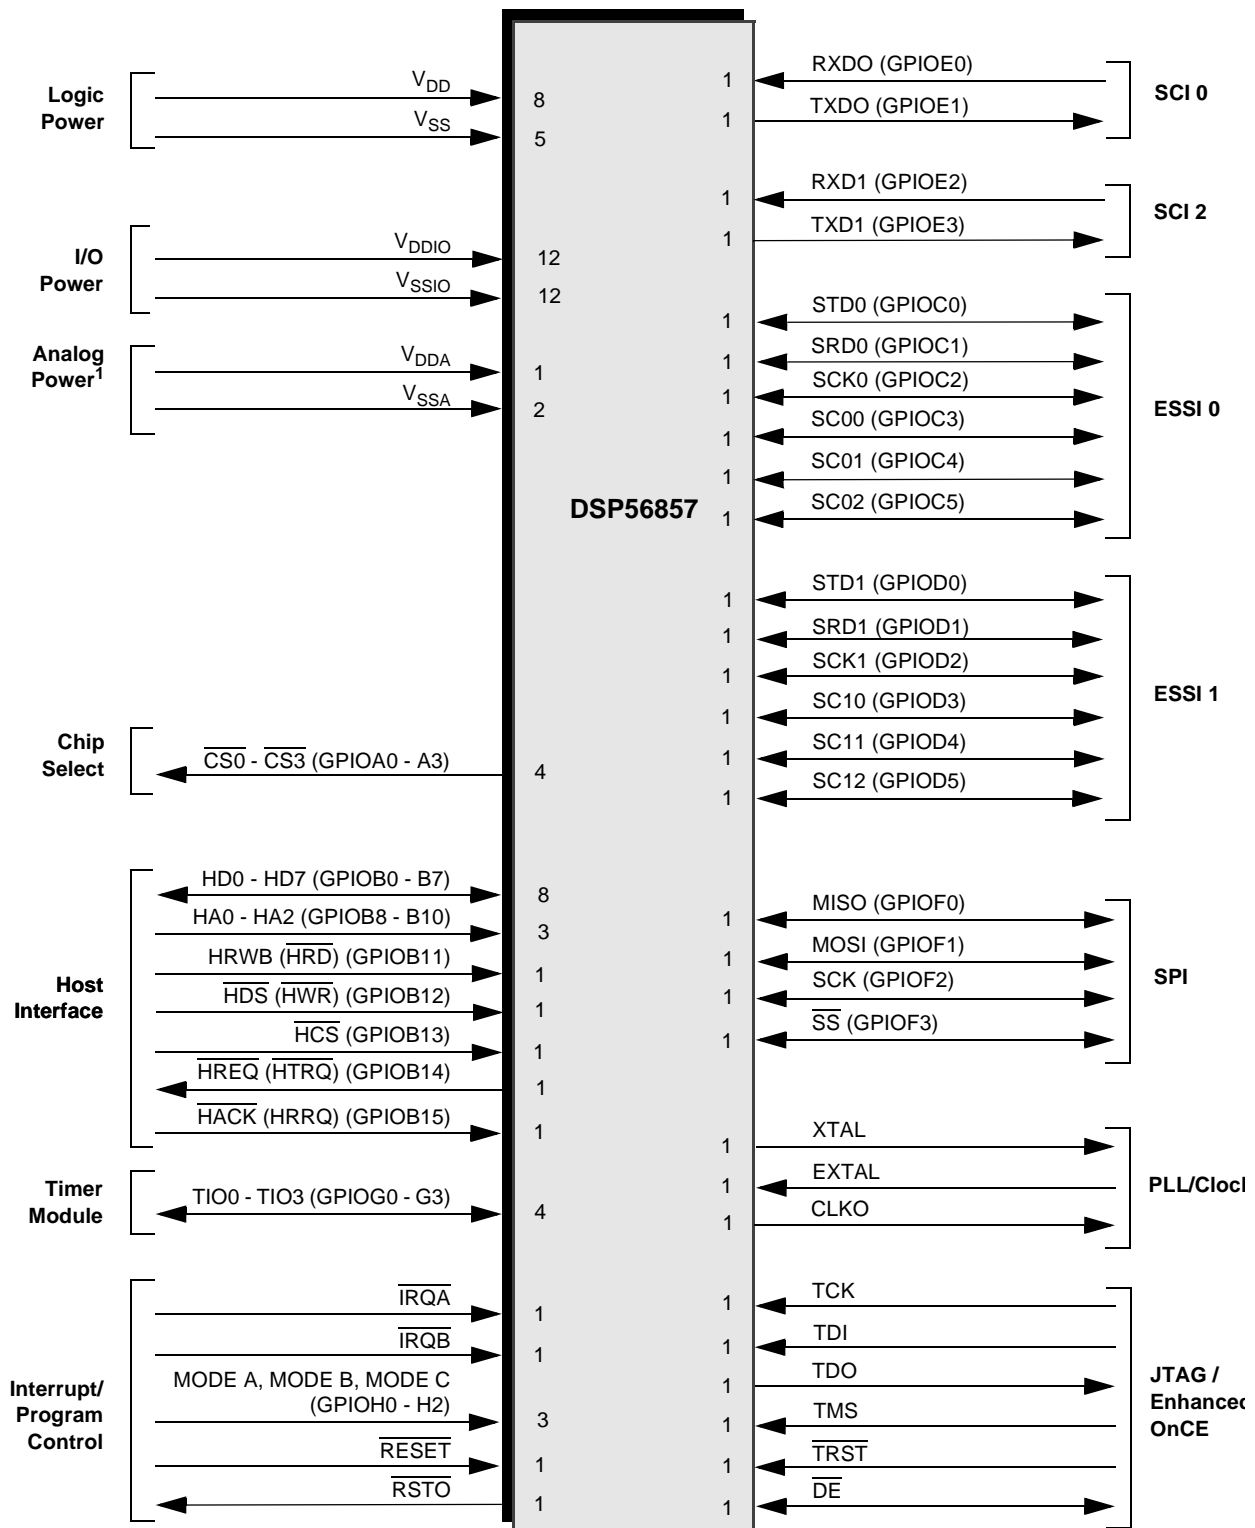 Logic
Power
VDD
8
VSS
5
I/O
Power
VDDIO
12
VSSIO
12
Analog
Power1
VDDA
1
VSSA
2
Chip
Select
CS0 - CS3 (GPIOA0 - A3)
4
Host
Interface
HD0 - HD7 (GPIOB0 - B7)
8
HA0 - HA2 (GPIOB8 - B10)
3
HRWB (HRD) (GPIOB11)
1
HDS (HWR) (GPIOB12)
1
HCS (GPIOB13)
1
HREQ (HTRQ) (GPIOB14)
1
HACK (HRRQ) (GPIOB15)
1
Timer
Module
TIO0 - TIO3 (GPIOG0 - G3)
4
Interrupt/
Program
Control
IRQA
1
IRQB
1
MODE A, MODE B, MODE C
(GPIOH0 - H2)
3
RESET
1
RSTO
1
DSP56857
1
RXDO (GPIOE0)
1
TXDO (GPIOE1)
SCI 0
1
RXD1 (GPIOE2)
1
TXD1 (GPIOE3)
SCI 2
1
STD0 (GPIOC0)
1
SRD0 (GPIOC1)
1
SCK0 (GPIOC2)
1
SC00 (GPIOC3)
1
SC01 (GPIOC4)
1
SC02 (GPIOC5)
ESSI 0
1
STD1 (GPIOD0)
1
SRD1 (GPIOD1)
1
SCK1 (GPIOD2)
1
SC10 (GPIOD3)
1
SC11 (GPIOD4)
1
SC12 (GPIOD5)
ESSI 1
1
MISO (GPIOF0)
1
MOSI (GPIOF1)
1
SCK (GPIOF2)
1
SS (GPIOF3)
SPI
1
XTAL
1
EXTAL
1
CLKO
PLL/Clock
1
TCK
1
TDI
1
TDO
1
TMS
1
TRST
1
DE
JTAG /
Enhanced
OnCE